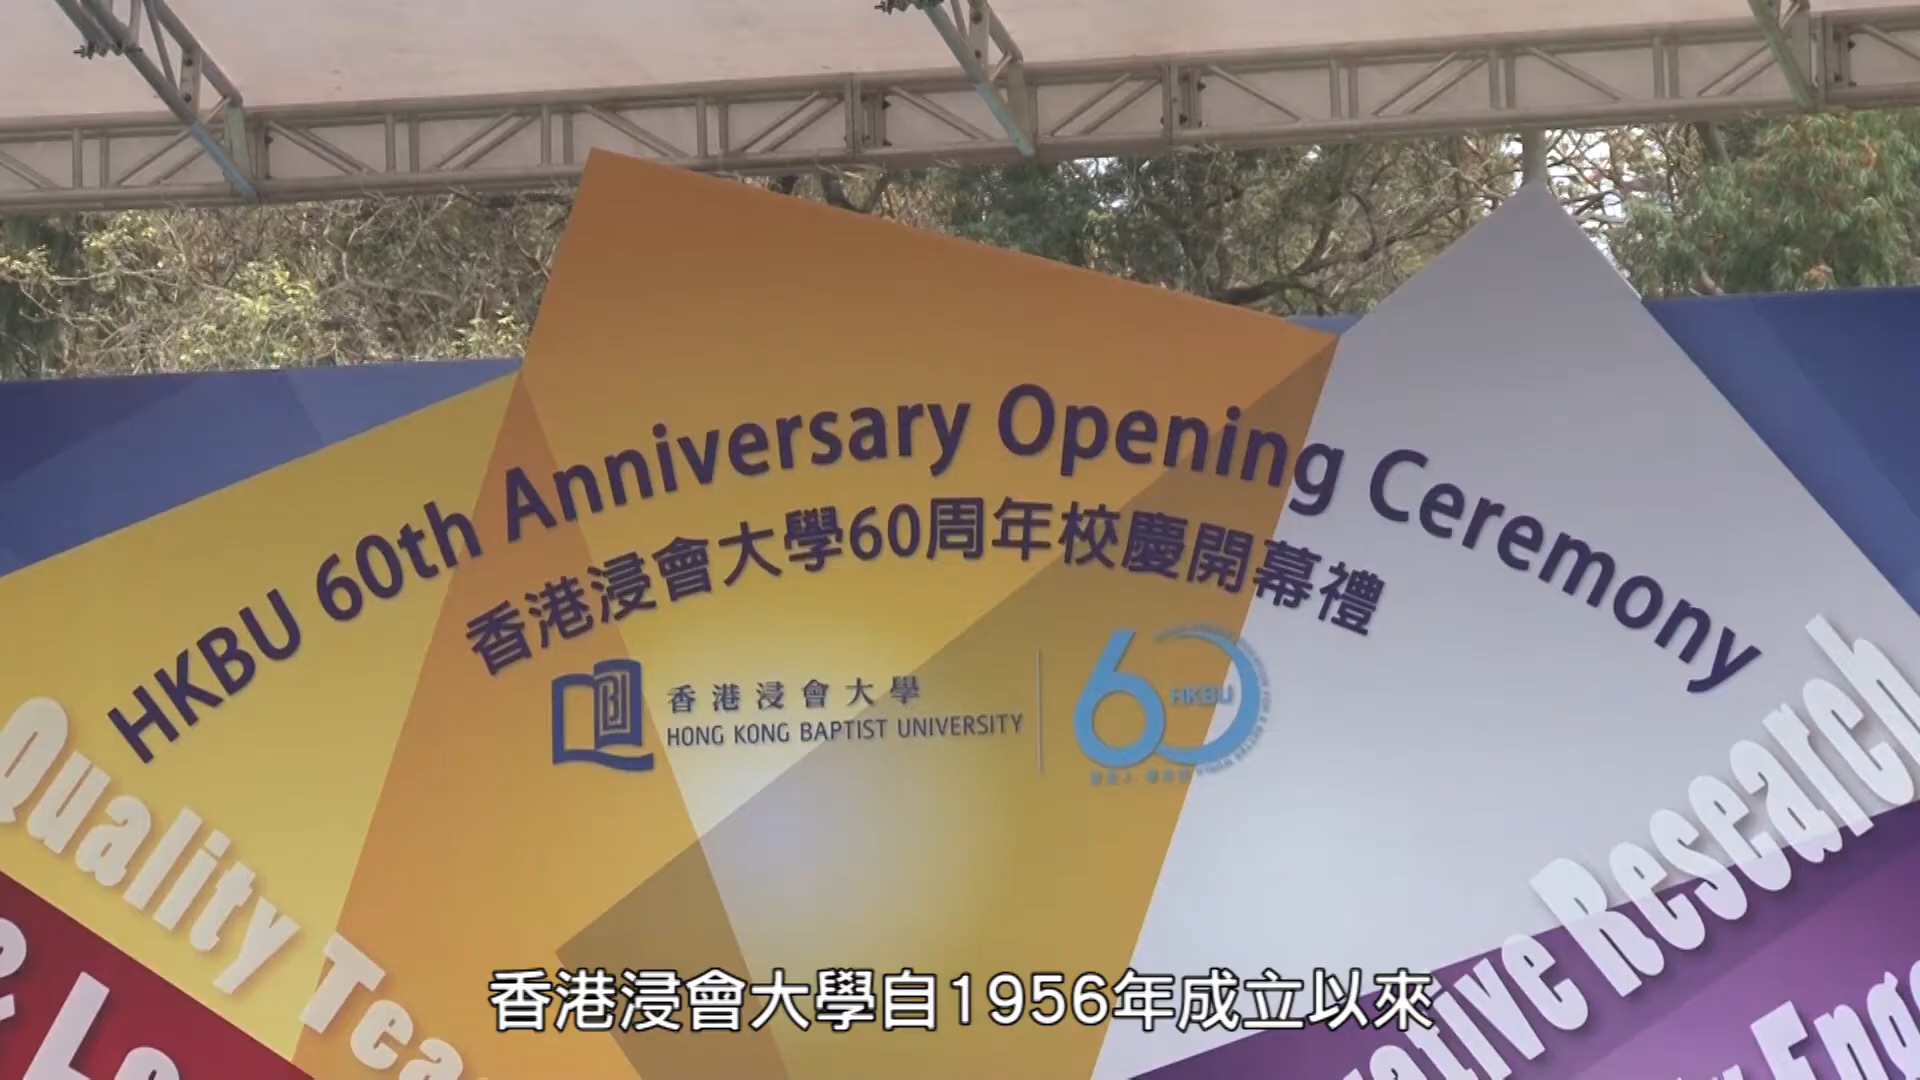 HKBU 60th Anniversary Opening Ceremony
香港浸會大學60周年校慶開幕禮
香港浸會大學
HONG KONG BAPTIST UNIVERSITY
60
HKBU
Quality Tea
Research
香港浸會大學自1956年成立以來